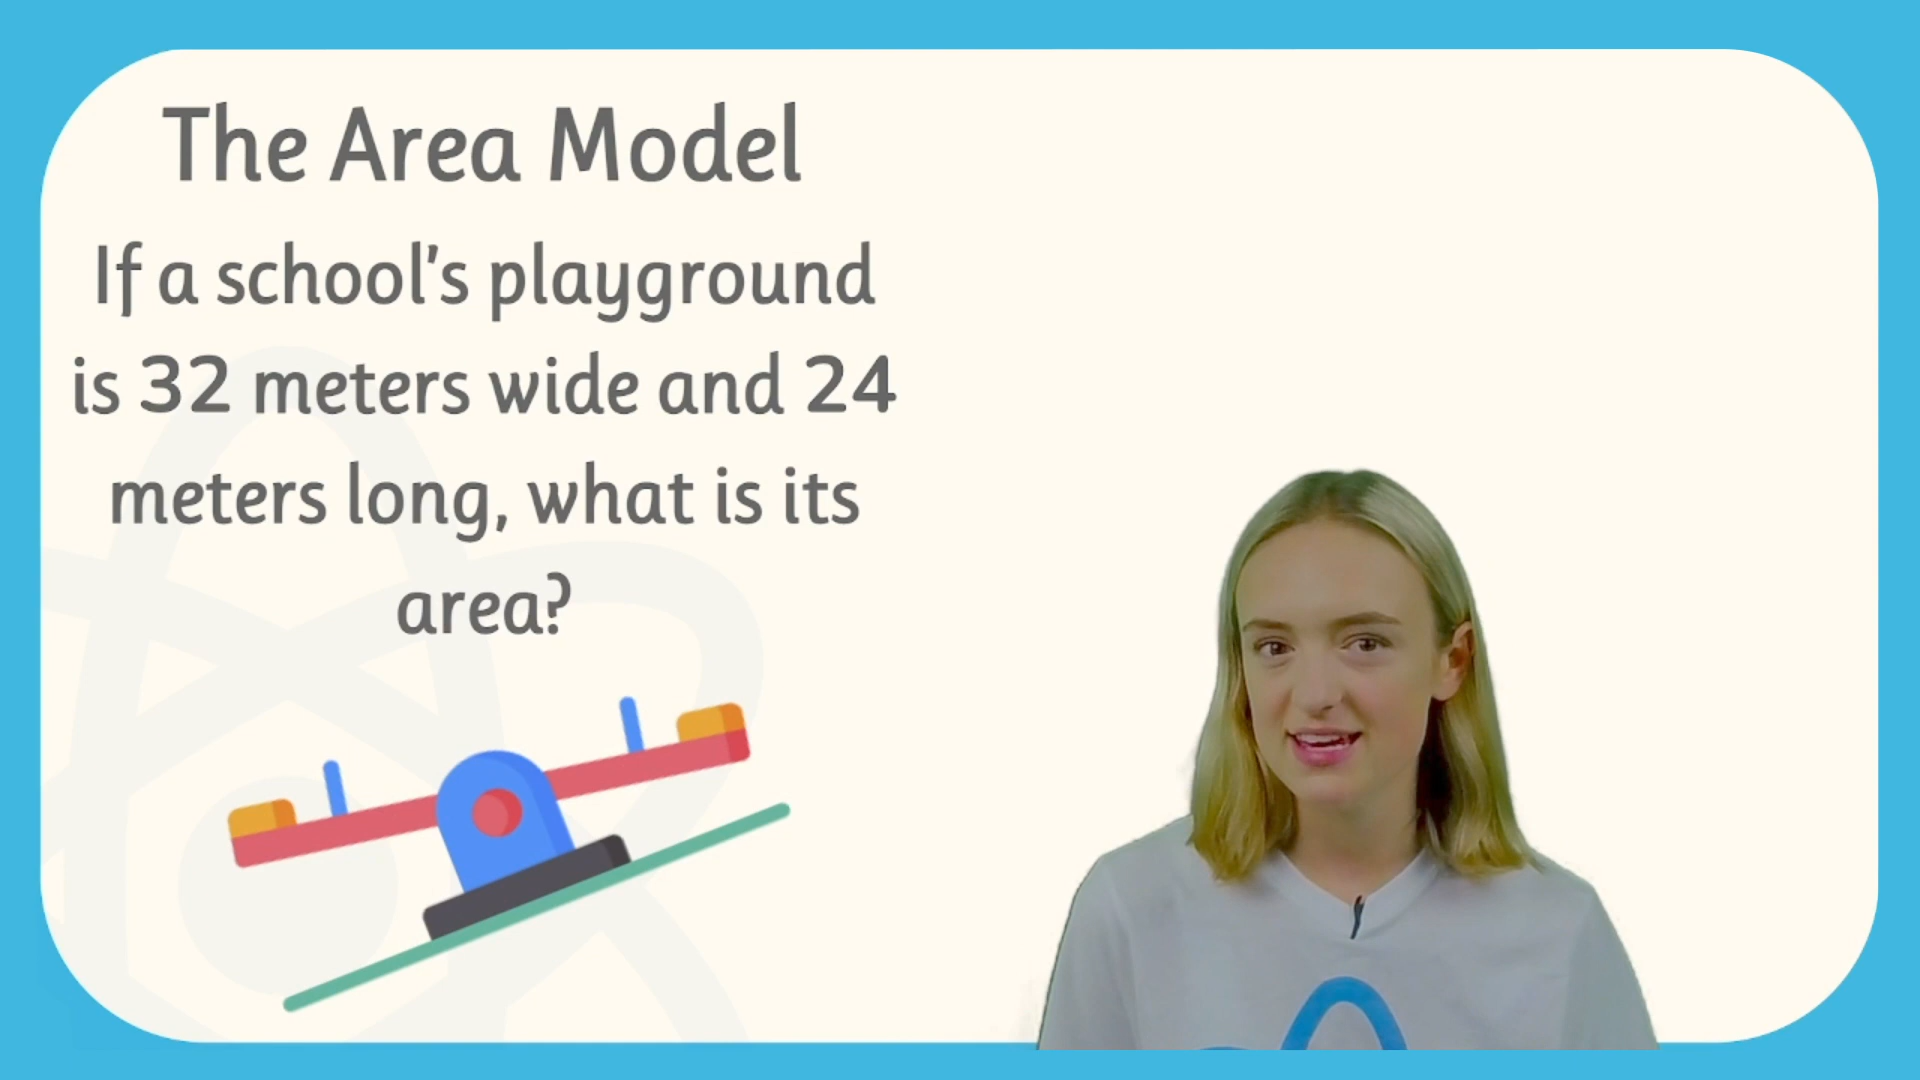 The Area Model
If a school's playground
is 32 meters wide and 24
meters long, what is its
area?